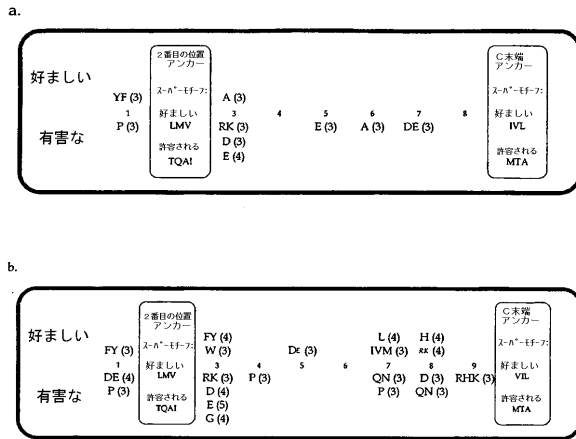 a.
2番目の位置
アンカー
C末端
アンカー
好ましい
スーパーモチーフ:
スーパーモチーフ:
YF (3)
A (3)
1
好ましい
3
4
5
6
7
8
好ましい
P (3)
LMV
RK (3)
E (3)
A (3)
DE (3)
IVL
有害な
D (3)
許容される
E (4)
許容される
TQAI
MTA
b.
2番目の位置
アンカー
C末端
アンカー
好ましい
スーパーモチーフ:
FY (4)
L (4)
H (4)
スーパーモチーフ:
FY (3)
W (3)
DE (3)
IVM (3)
RK (4)
1
好ましい
3
4
5
6
7
8
9
好ましい
DE (4)
LMV
RK (3)
P (3)
QN (3)
D (3)
RHK (3)
VIL
P (3)
D (4)
P (3)
QN (3)
有害な
許容される
E (5)
許容される
TQAI
G (4)
MTA